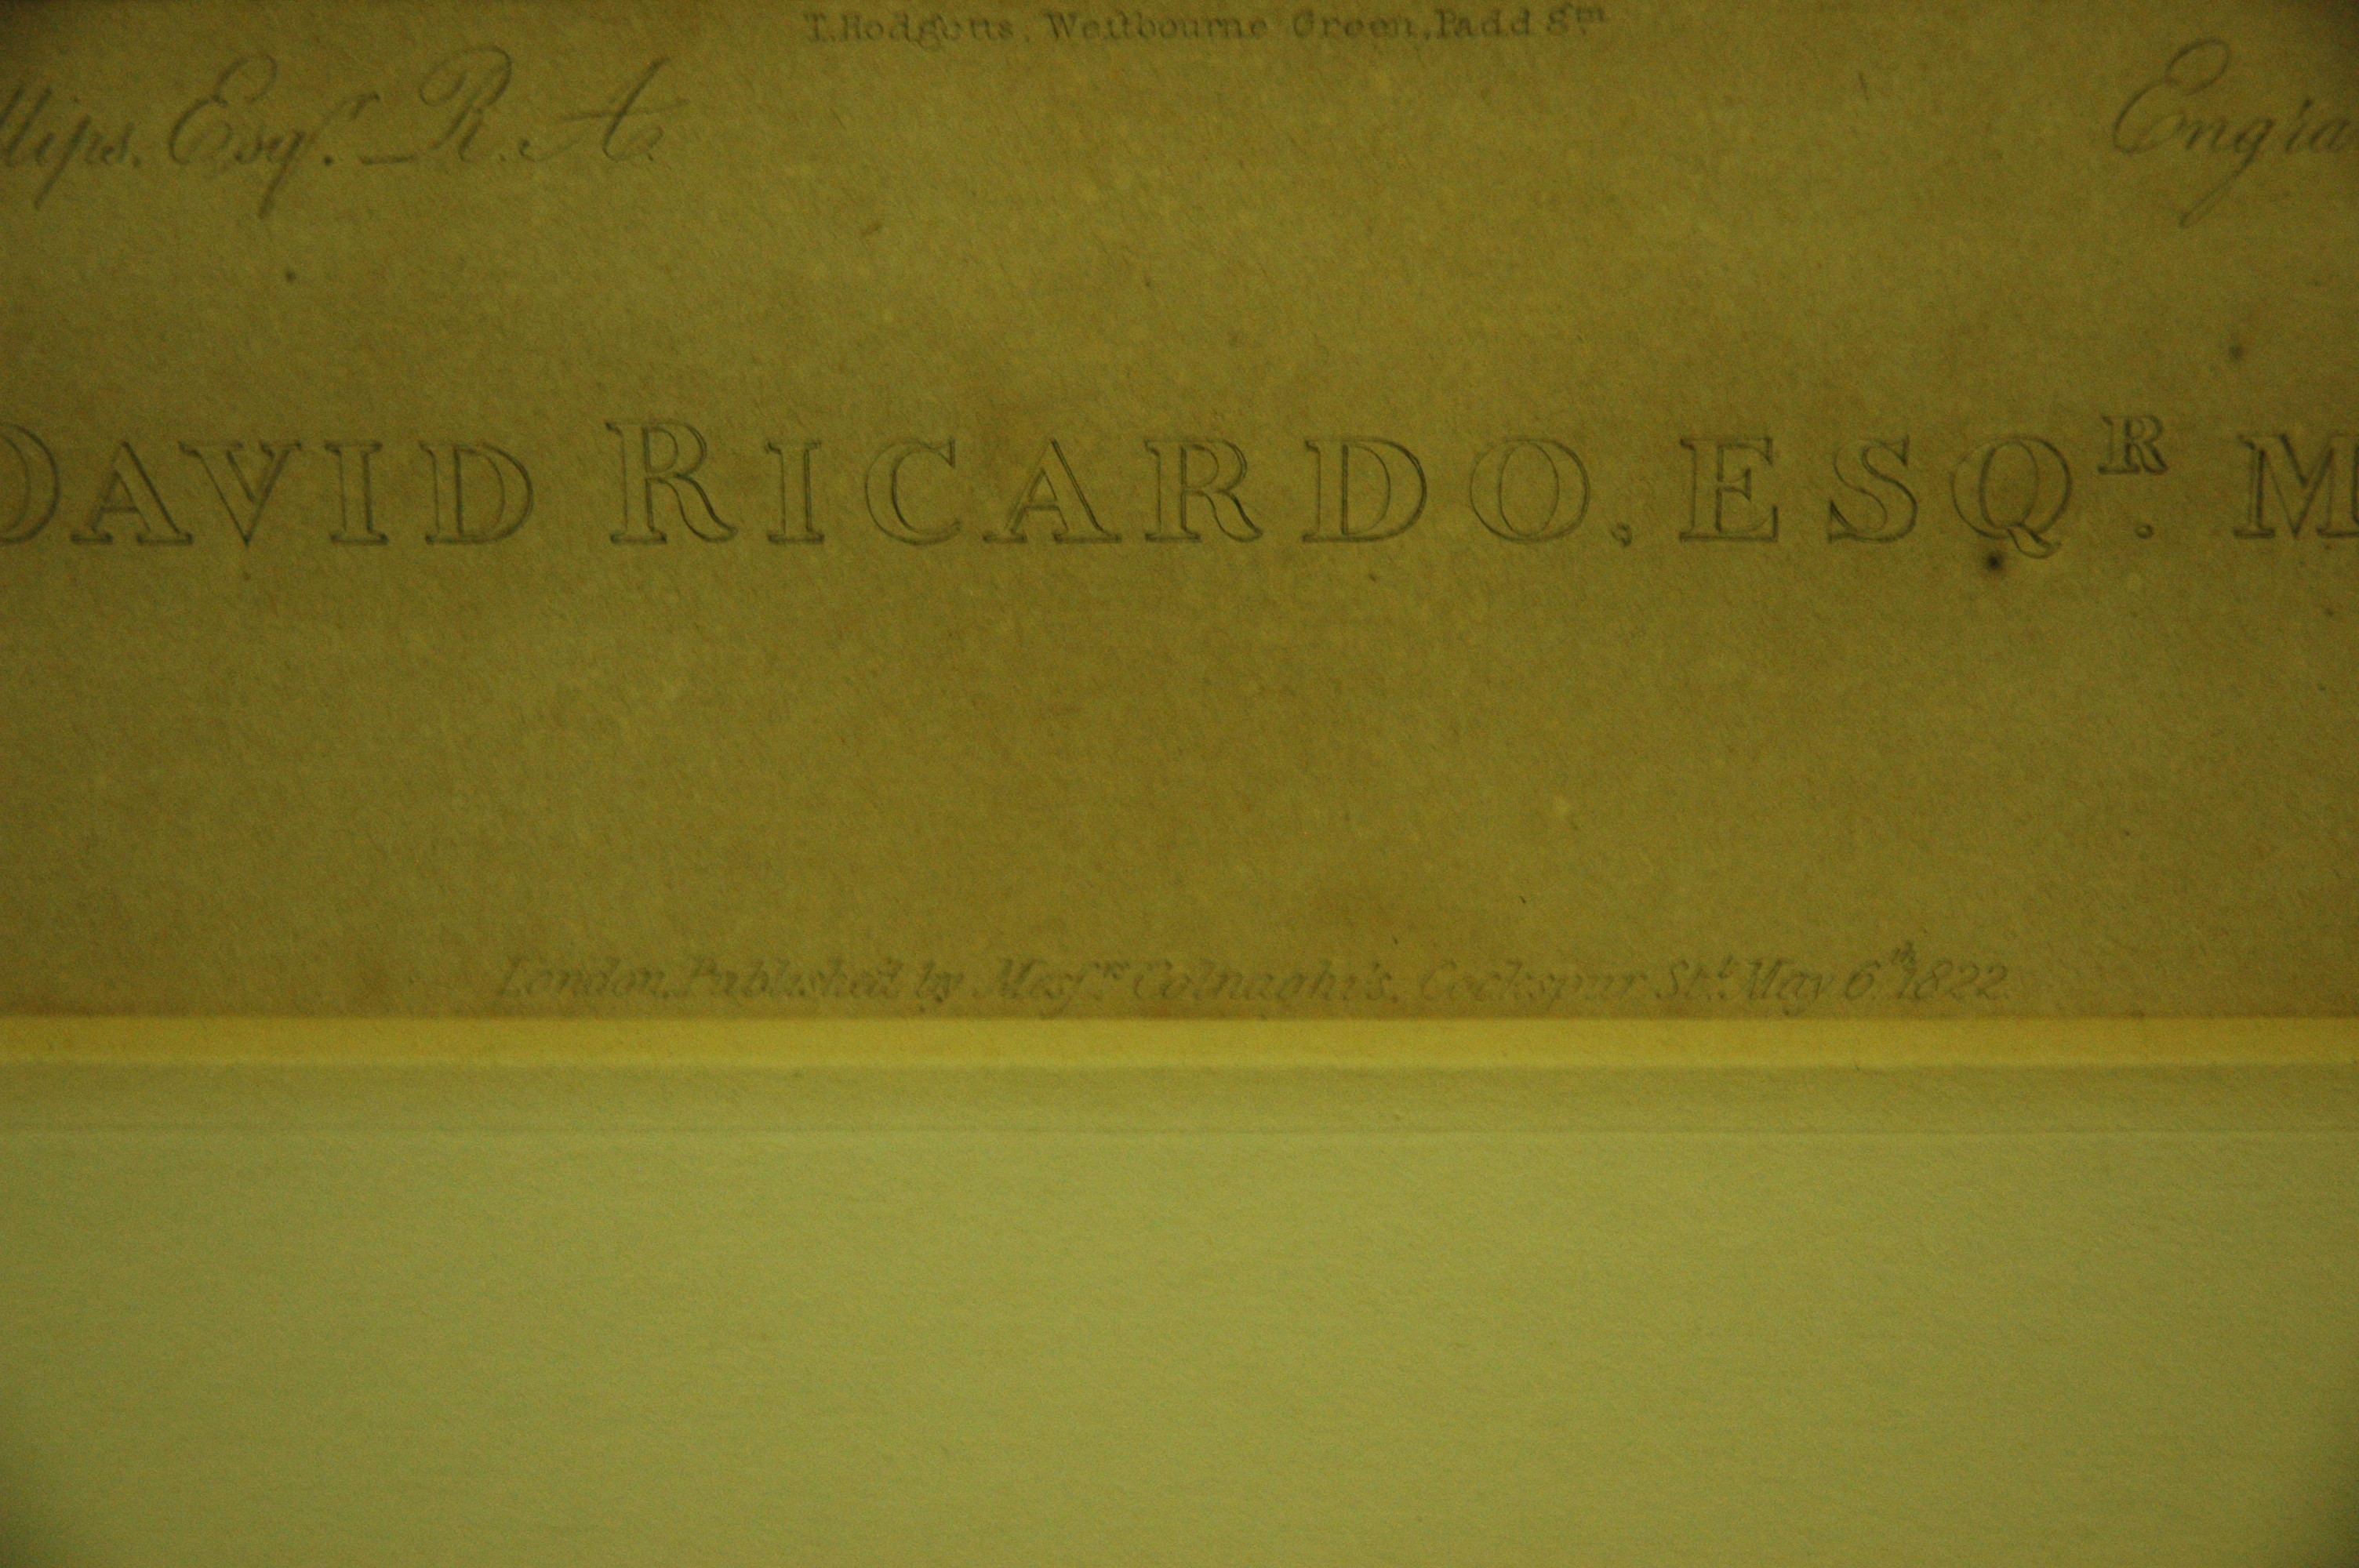 T.Hodgetts, Westbourne Green, Padd gtn
llips. Esqr. R.A. Engra
DAVID RICARDO, ESQR. M
London, Published by Messrs Colnaghi's, Cockspur Stt. May 6th 1822.